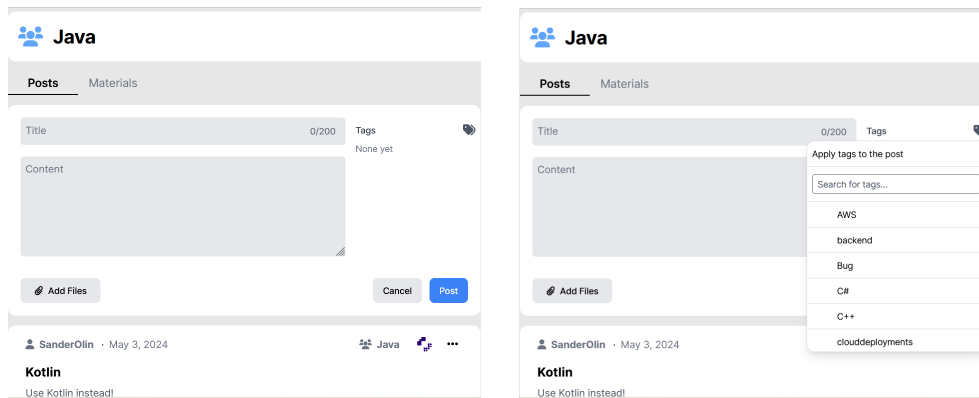 Java
Posts Materials
Title 0/200 Tags
None yet
Content
Add Files Cancel Post
SanderOlin · May 3, 2024 Java
Kotlin
Use Kotlin instead!
Java
Posts Materials
Title 0/200 Tags
Apply tags to the post
Content
Search for tags...
AWS
backend
Bug
C#
C++
clouddeployments
Add Files
SanderOlin · May 3, 2024
Kotlin
Use Kotlin instead!